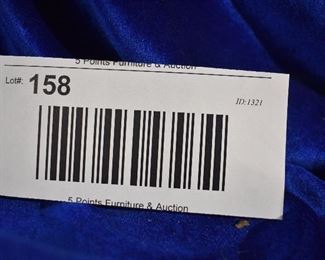 5 Points Furniture & Auction
Lot#: 158
ID:1321
5 Points Furniture & Auction